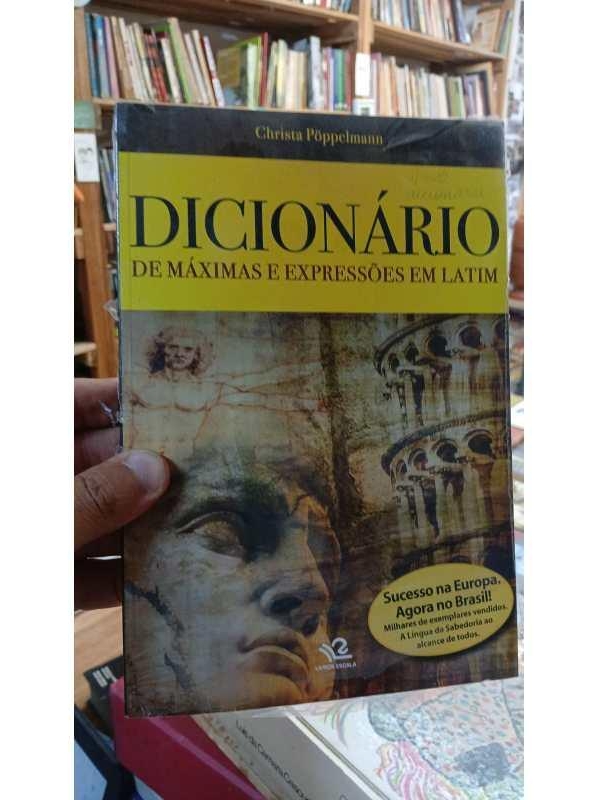 Christa Pöppelmann
DICIONÁRIO
DE MÁXIMAS E EXPRESSÕES EM LATIM
Sucesso na Europa.
Agora no Brasil!
Milhares de exemplares vendidos.
A Língua da Sabedoria ao
alcance de todos.
ESCALA